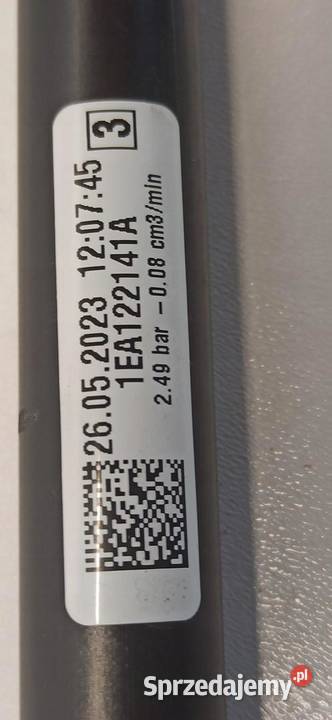 26.05.2023 12:07:45 3
1EA122141A
2.49 bar -0.08 cm3/min
Sprzedajemy.pl